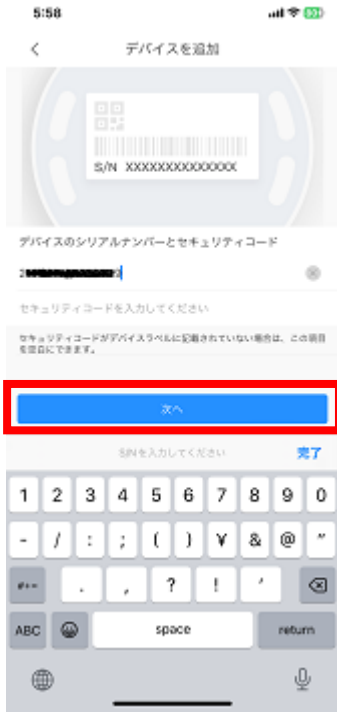 5:58
デバイスを追加
S/N XXXXXXXXXXXXXXX
デバイスのシリアルナンバーとセキュリティコード
セキュリティコードを入力してください
セキュリティコードがデバイスラベルに記載されていない場合は、この項目
を空白にできます。
次へ
S/Nを入力してください 完了
1 2 3 4 5 6 7 8 9 0
- / : ; ( ) ¥ & @ "
#+= . , ? ! ' 
ABC space return